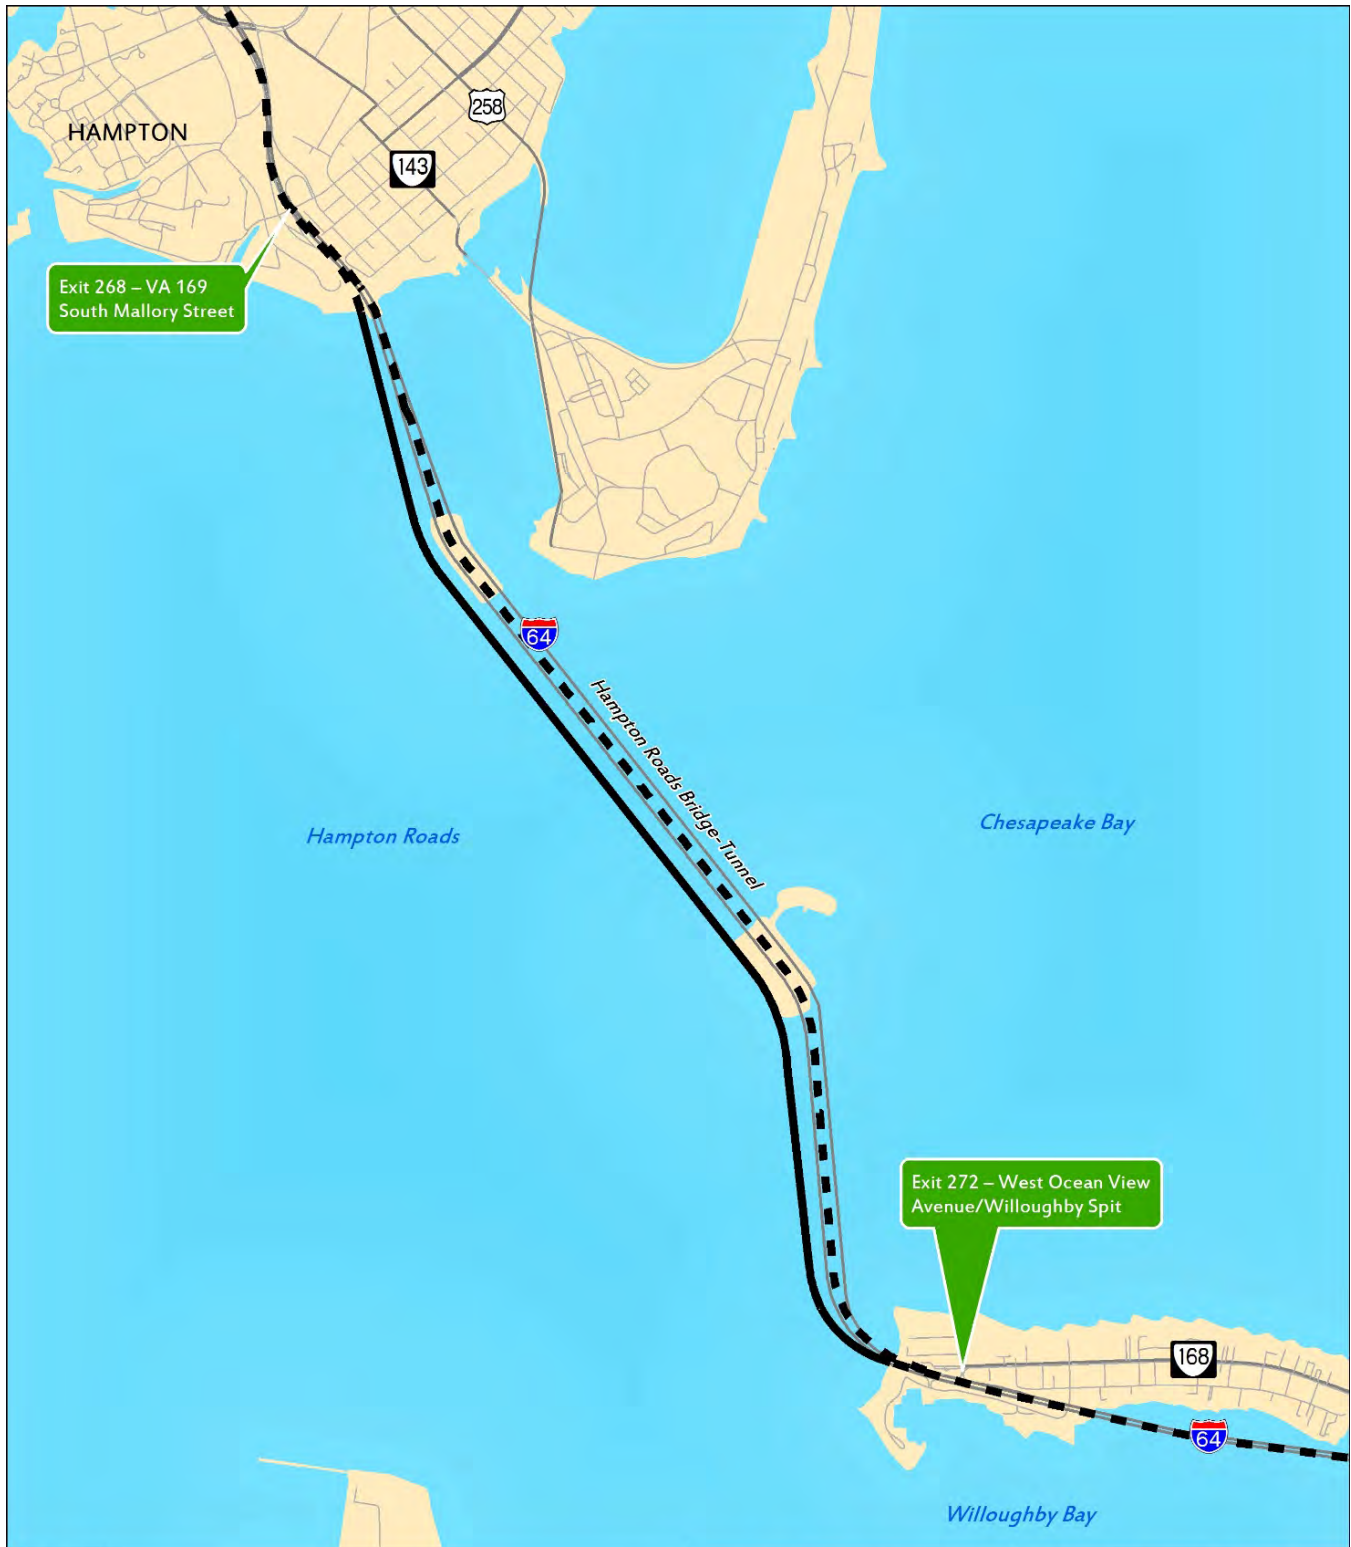 258
HAMPTON
143
Exit 268 – VA 169
South Mallory Street
64
Hampton Roads Bridge-Tunnel
Hampton Roads
Chesapeake Bay
Exit 272 – West Ocean View
Avenue/Willoughby Spit
168
64
Willoughby Bay